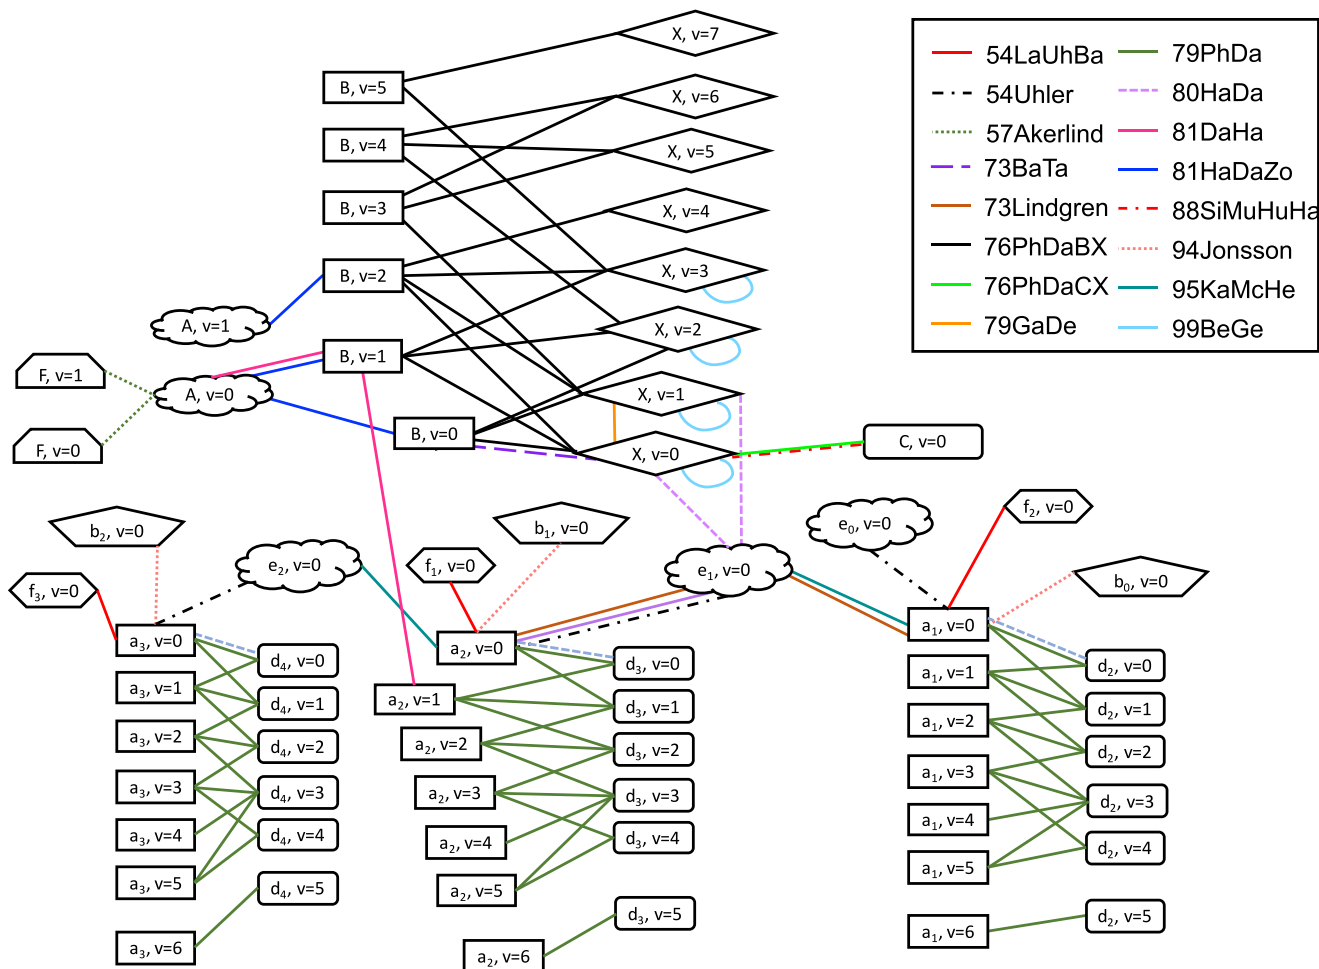 X, v=7
B, v=5
X, v=6
B, v=4
X, v=5
B, v=3
X, v=4
B, v=2
X, v=3
A, v=1
X, v=2
B, v=1
F, v=1
A, v=0
X, v=1
B, v=0
F, v=0
X, v=0
C, v=0
54LaUhBa
54Uhler
57Akerlind
73BaTa
73Lindgren
76PhDaBX
76PhDaCX
79GaDe
79PhDa
80HaDa
81DaHa
81HaDaZo
88SiMuHuHa
94Jonsson
95KaMcHe
99BeGe
b₂, v=0
e₂, v=0
f₃, v=0
a₃, v=0
a₃, v=1
a₃, v=2
a₃, v=3
a₃, v=4
a₃, v=5
a₃, v=6
d₄, v=0
d₄, v=1
d₄, v=2
d₄, v=3
d₄, v=4
d₄, v=5
b₁, v=0
f₁, v=0
e₁, v=0
a₂, v=0
a₂, v=1
a₂, v=2
a₂, v=3
a₂, v=4
a₂, v=5
a₂, v=6
d₃, v=0
d₃, v=1
d₃, v=2
d₃, v=3
d₃, v=4
d₃, v=5
e₀, v=0
f₂, v=0
b₀, v=0
a₁, v=0
a₁, v=1
a₁, v=2
a₁, v=3
a₁, v=4
a₁, v=5
a₁, v=6
d₂, v=0
d₂, v=1
d₂, v=2
d₂, v=3
d₂, v=4
d₂, v=5